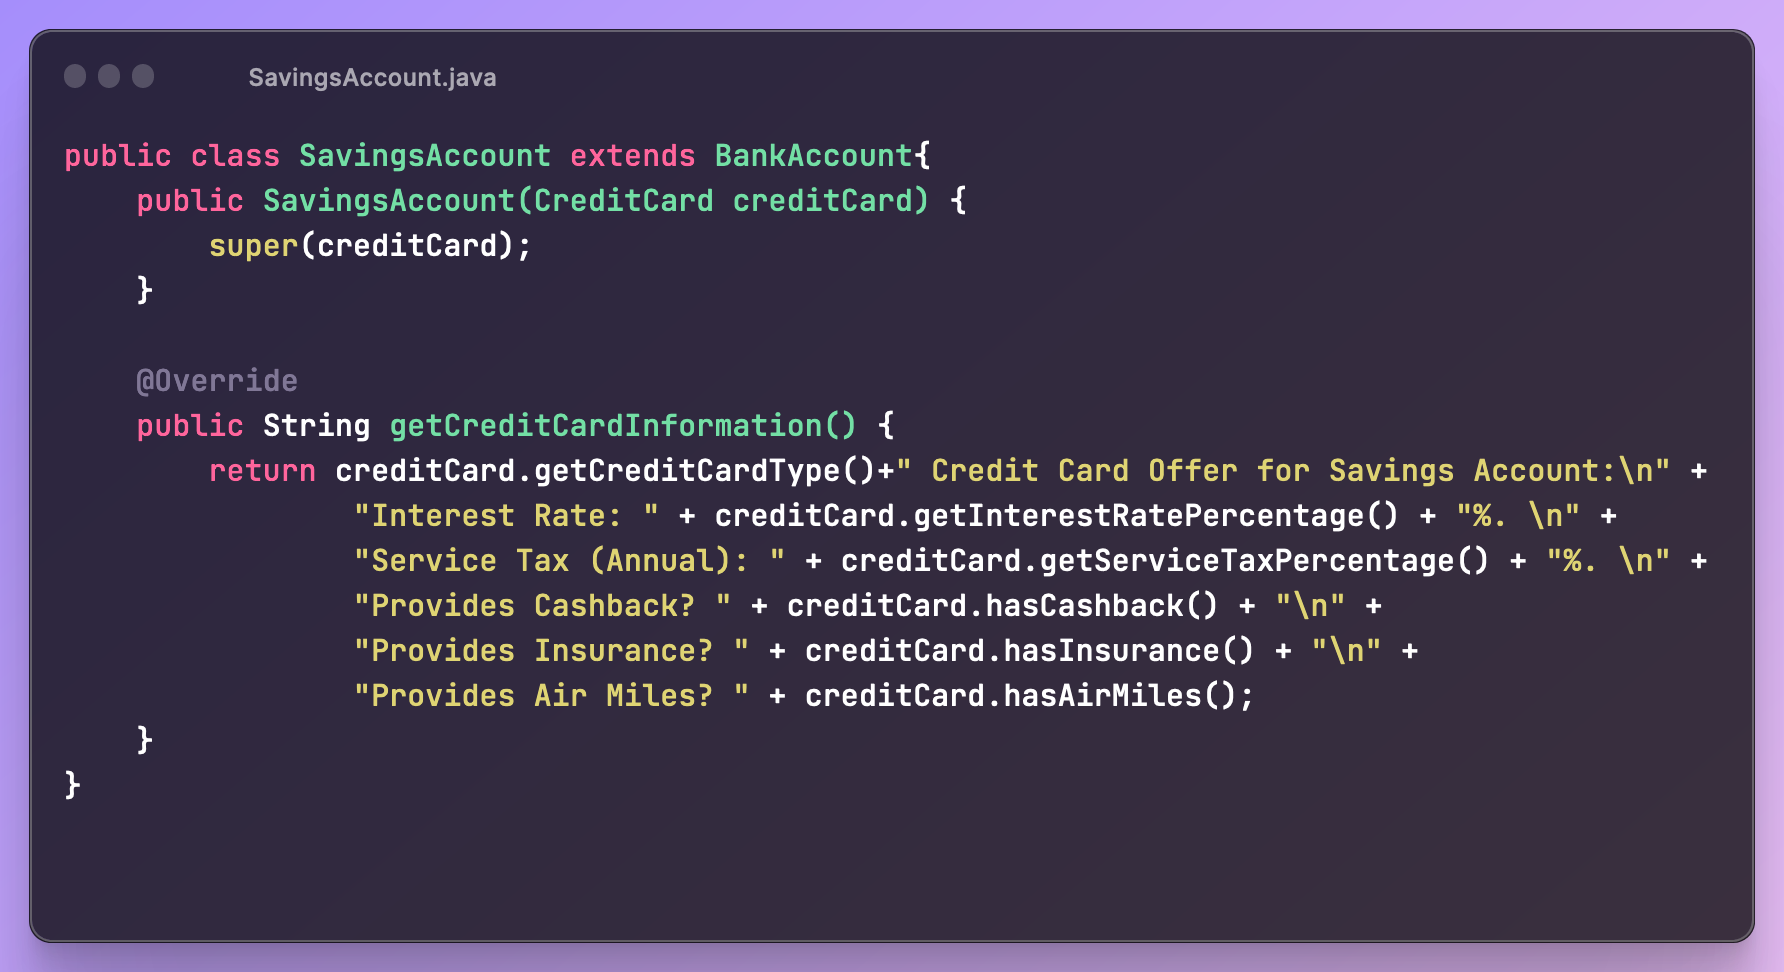 SavingsAccount.java
public class SavingsAccount extends BankAccount{
    public SavingsAccount(CreditCard creditCard) {
        super(creditCard);
    }
    @Override
    public String getCreditCardInformation() {
        return creditCard.getCreditCardType()+" Credit Card Offer for Savings Account:\n" +
                "Interest Rate: " + creditCard.getInterestRatePercentage() + "%. \n" +
                "Service Tax (Annual): " + creditCard.getServiceTaxPercentage() + "%. \n" +
                "Provides Cashback? " + creditCard.hasCashback() + "\n" +
                "Provides Insurance? " + creditCard.hasInsurance() + "\n" +
                "Provides Air Miles? " + creditCard.hasAirMiles();
    }
}